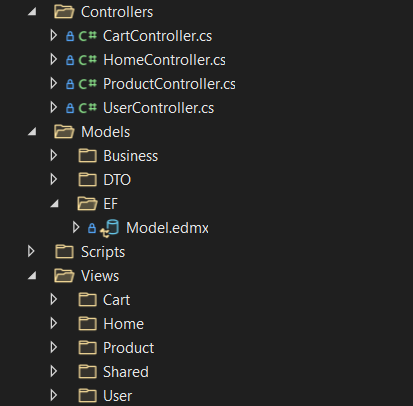 Controllers
C# CartController.cs
C# HomeController.cs
C# ProductController.cs
C# UserController.cs
Models
Business
DTO
EF
Model.edmx
Scripts
Views
Cart
Home
Product
Shared
User